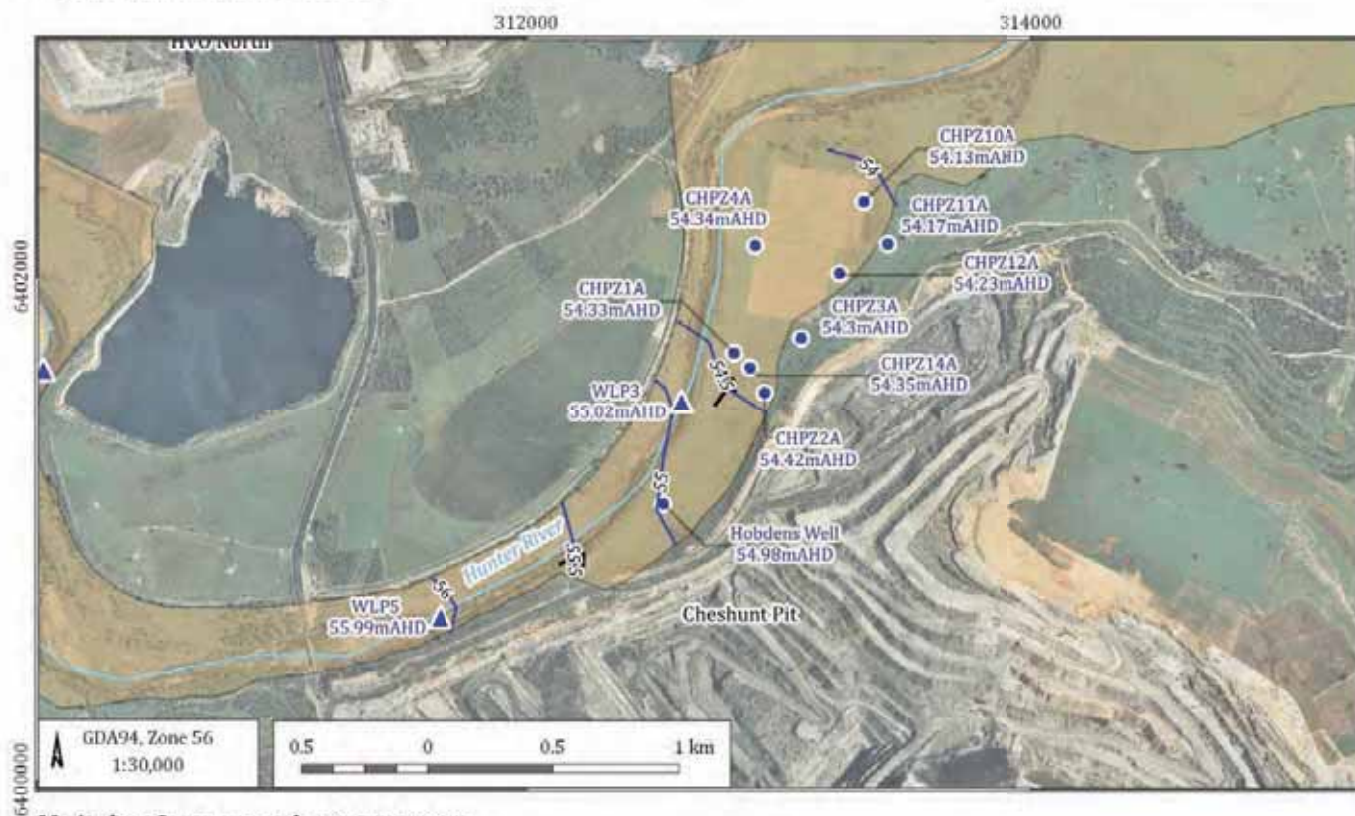 312000
314000
HVO North
CHPZ10A
54.13mAHD
54
CHPZ4A
54.34mAHD
CHPZ11A
54.17mAHD
6402000
CHPZ12A
54.23mAHD
CHPZ1A
54.33mAHD
CHPZ3A
54.3mAHD
54.5
CHPZ14A
54.35mAHD
WLP3
55.02mAHD
CHPZ2A
54.42mAHD
55
Hunter River
55.5
Hobdens Well
54.98mAHD
56
WLP5
55.99mAHD
Cheshunt Pit
GDA94, Zone 56
1:30,000
0.5
0
0.5
1 km
6400000